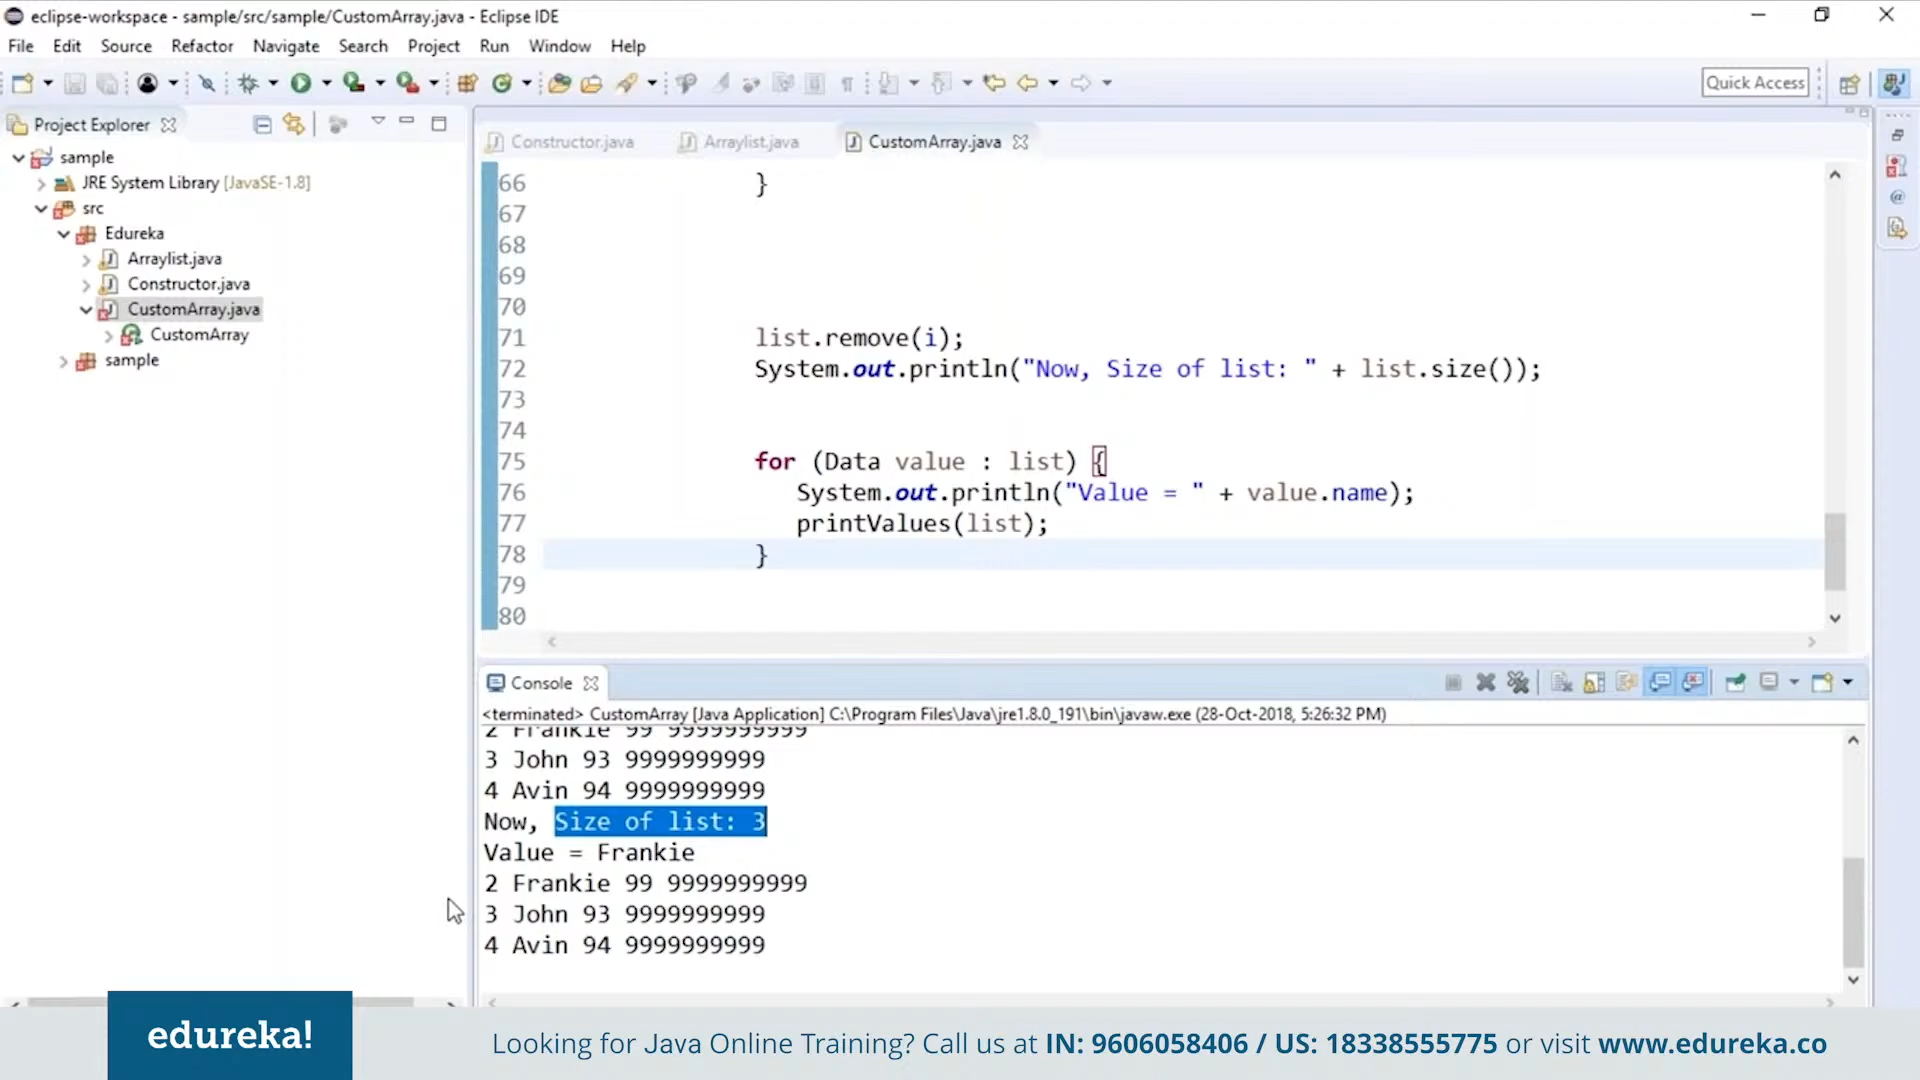 eclipse-workspace - sample/src/sample/CustomArray.java - Eclipse IDE
File Edit Source Refactor Navigate Search Project Run Window Help
Quick Access
Project Explorer
sample
JRE System Library [JavaSE-1.8]
src
Edureka
Arraylist.java
Constructor.java
CustomArray.java
CustomArray
sample
Constructor.java Arraylist.java CustomArray.java
66 }
67
68
69
70
71 list.remove(i);
72 System.out.println("Now, Size of list: " + list.size());
73
74
75 for (Data value : list) {
76 System.out.println("Value = " + value.name);
77 printValues(list);
78 }
79
80
Console
<terminated> CustomArray [Java Application] C:\Program Files\Java\jre1.8.0_191\bin\javaw.exe (28-Oct-2018, 5:26:32 PM)
2 Frankie 99 9999999999
3 John 93 9999999999
4 Avin 94 9999999999
Now, Size of list: 3
Value = Frankie
2 Frankie 99 9999999999
3 John 93 9999999999
4 Avin 94 9999999999
edureka!
Looking for Java Online Training? Call us at IN: 9606058406 / US: 18338555775 or visit www.edureka.co